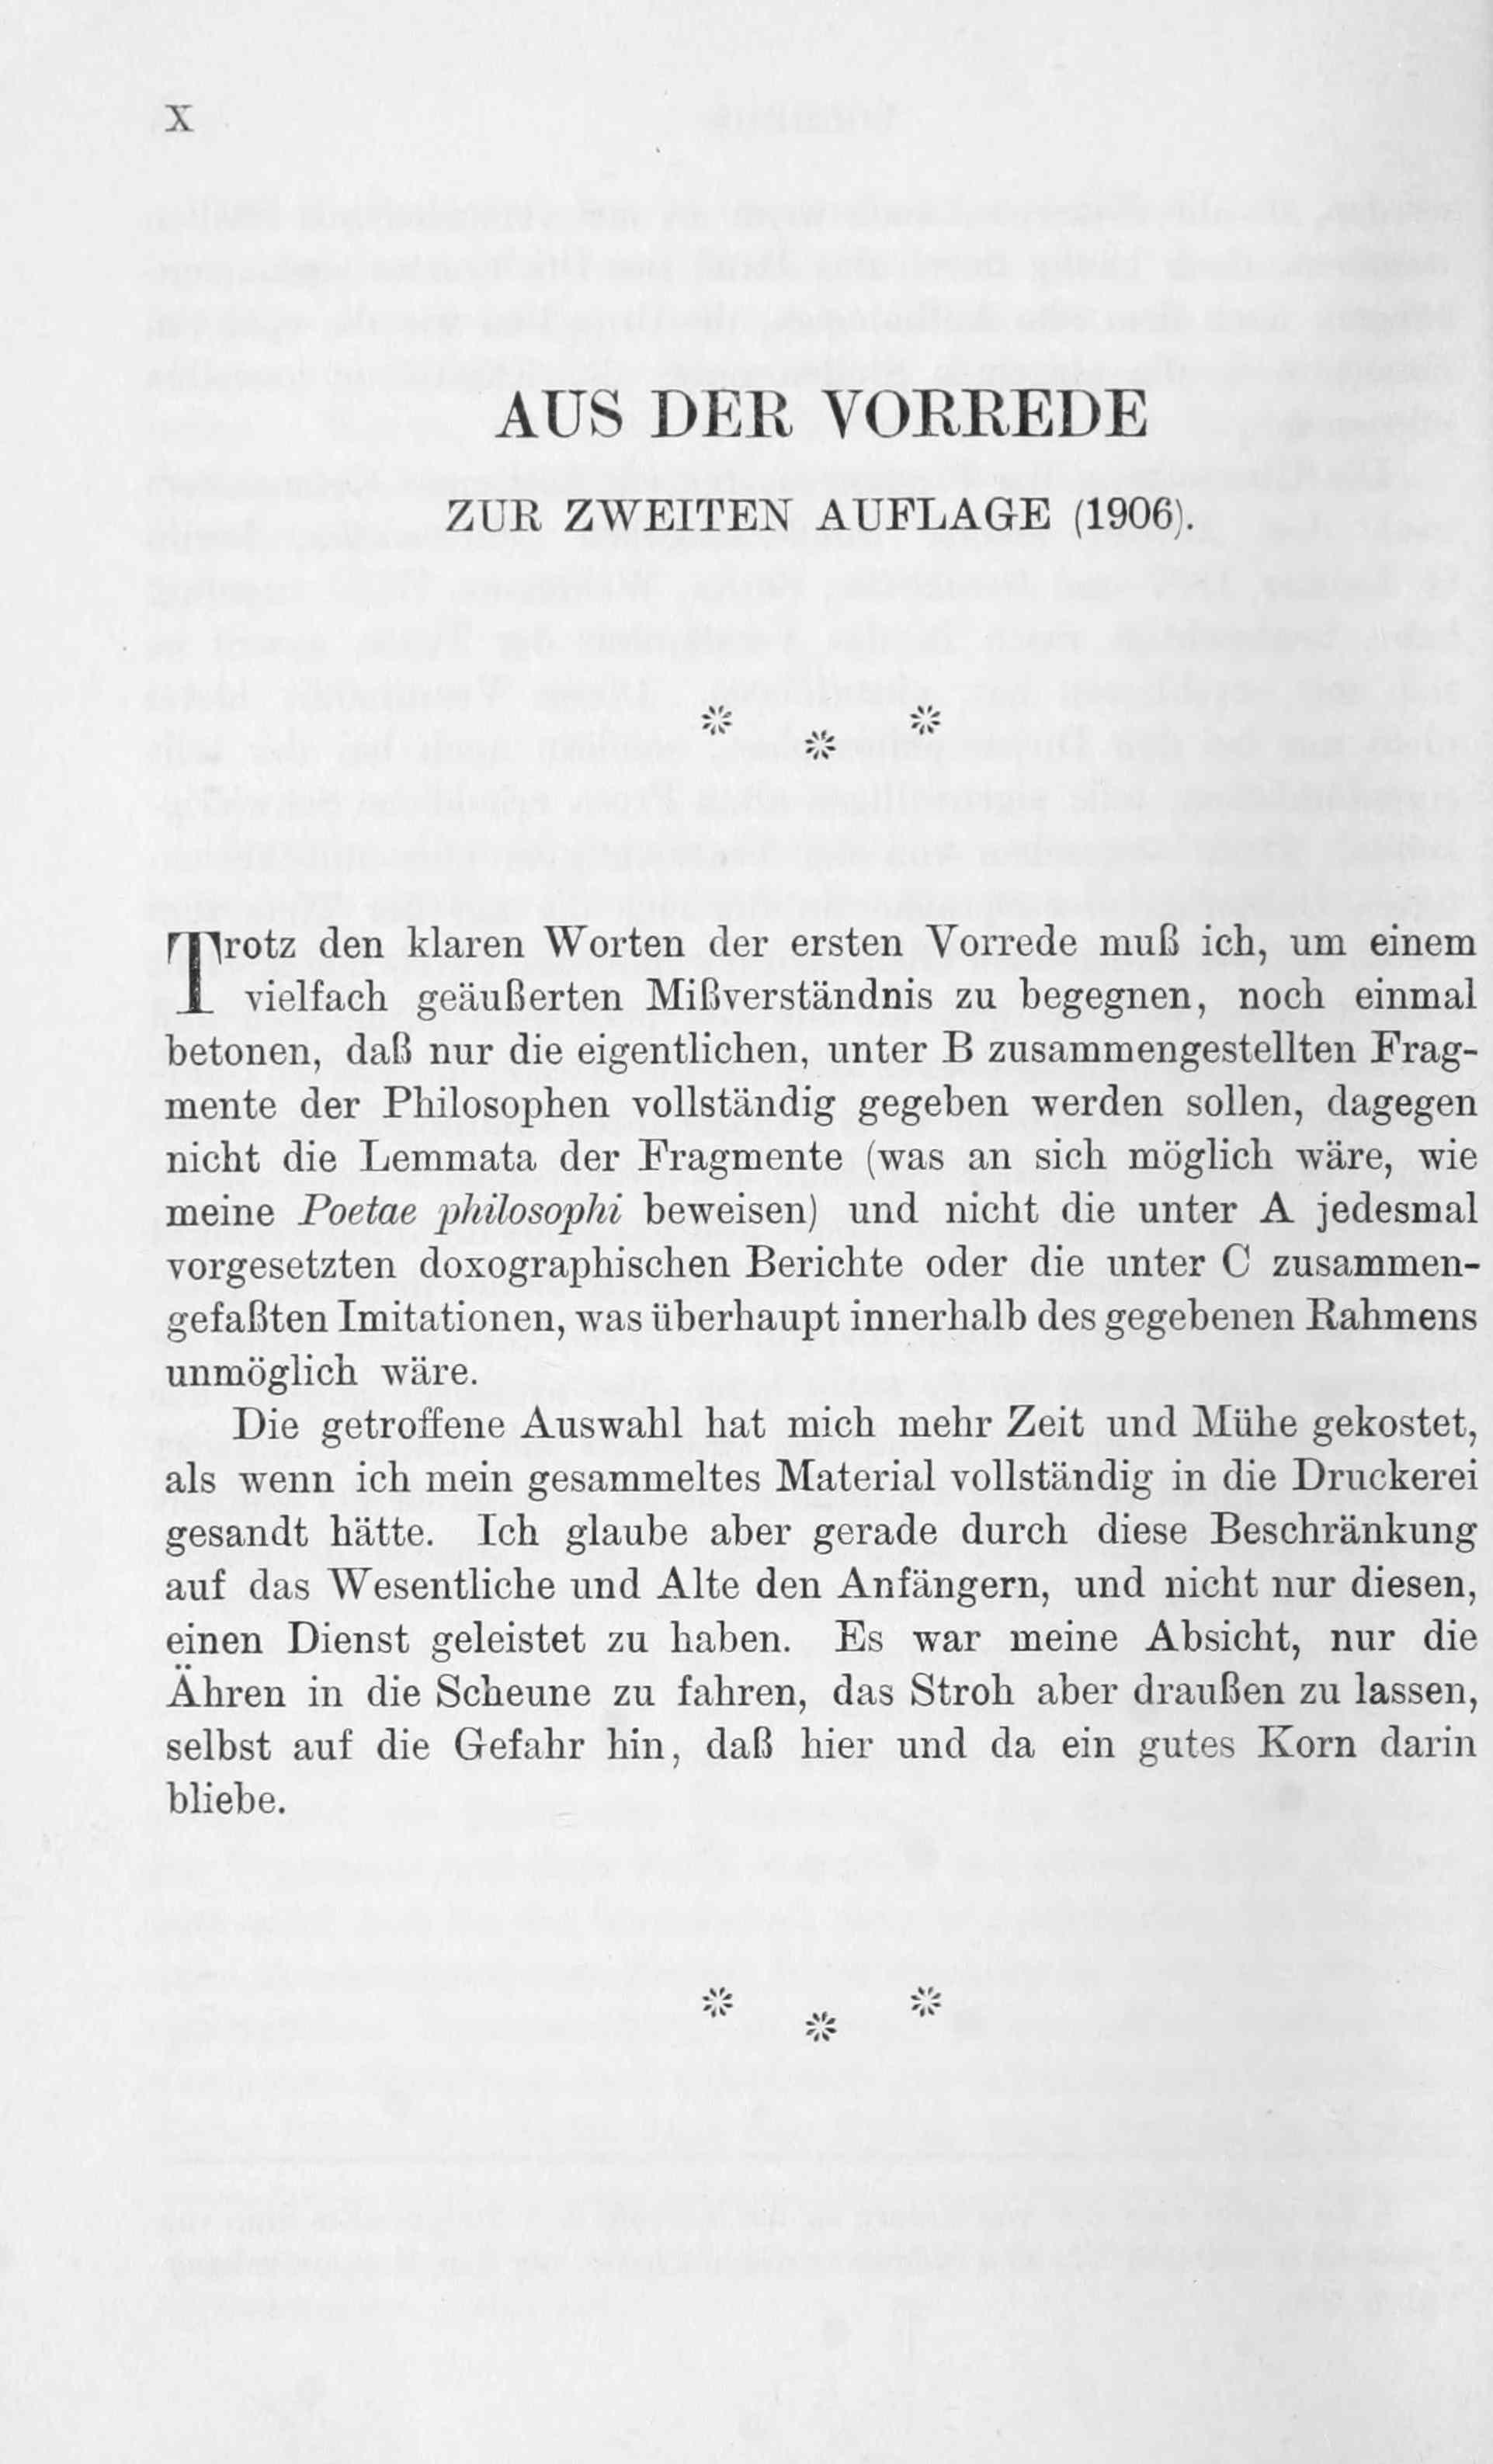 X
AUS DER VORREDE
ZUR ZWEITEN AUFLAGE (1906).
* * *
Trotz den klaren Worten der ersten Vorrede muß ich, um einem
vielfach geäußerten Mißverständnis zu begegnen, noch einmal
betonen, daß nur die eigentlichen, unter B zusammengestellten Frag-
mente der Philosophen vollständig gegeben werden sollen, dagegen
nicht die Lemmata der Fragmente (was an sich möglich wäre, wie
meine Poetae philosophi beweisen) und nicht die unter A jedesmal
vorgesetzten doxographischen Berichte oder die unter C zusammen-
gefaßten Imitationen, was überhaupt innerhalb des gegebenen Rahmens
unmöglich wäre.
Die getroffene Auswahl hat mich mehr Zeit und Mühe gekostet,
als wenn ich mein gesammeltes Material vollständig in die Druckerei
gesandt hätte. Ich glaube aber gerade durch diese Beschränkung
auf das Wesentliche und Alte den Anfängern, und nicht nur diesen,
einen Dienst geleistet zu haben. Es war meine Absicht, nur die
Ähren in die Scheune zu fahren, das Stroh aber draußen zu lassen,
selbst auf die Gefahr hin, daß hier und da ein gutes Korn darin
bliebe.
* * *